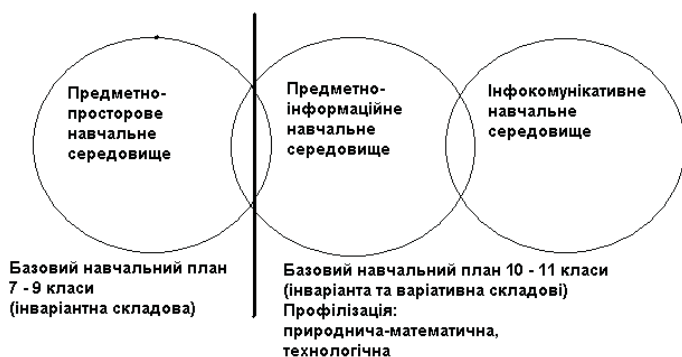 Предметно-
просторове
навчальне
середовище
Предметно-
інформаційне
навчальне
середовище
Інфокомунікативне
навчальне
середовище
Базовий навчальний план
7 - 9 класи
(інваріантна складова)
Базовий навчальний план 10 - 11 класи
(інваріанта та варіативна складові)
Профілізація:
природнича-математична,
технологічна